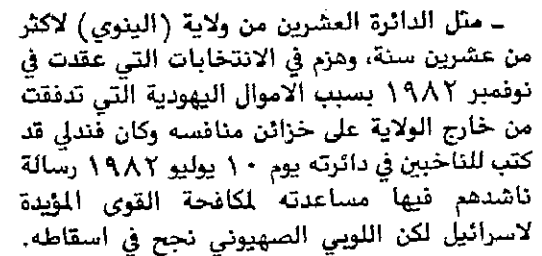 ـ مثل الدائرة العشرين من ولاية (الينوي) لاكثر
من عشرين سنة، وهزم في الانتخابات التي عقدت في
نوفمبر ١٩٨٢ بسبب الاموال اليهودية التي تدفقت
من خارج الولاية على خزائن منافسه وكان فندلي قد
كتب للناخبين في دائرته يوم ١٠ يوليو ١٩٨٢ رسالة
ناشدهم فيها مساعدته لمكافحة القوى المؤيدة
لاسرائيل لكن اللوبي الصهيوني نجح في اسقاطه.